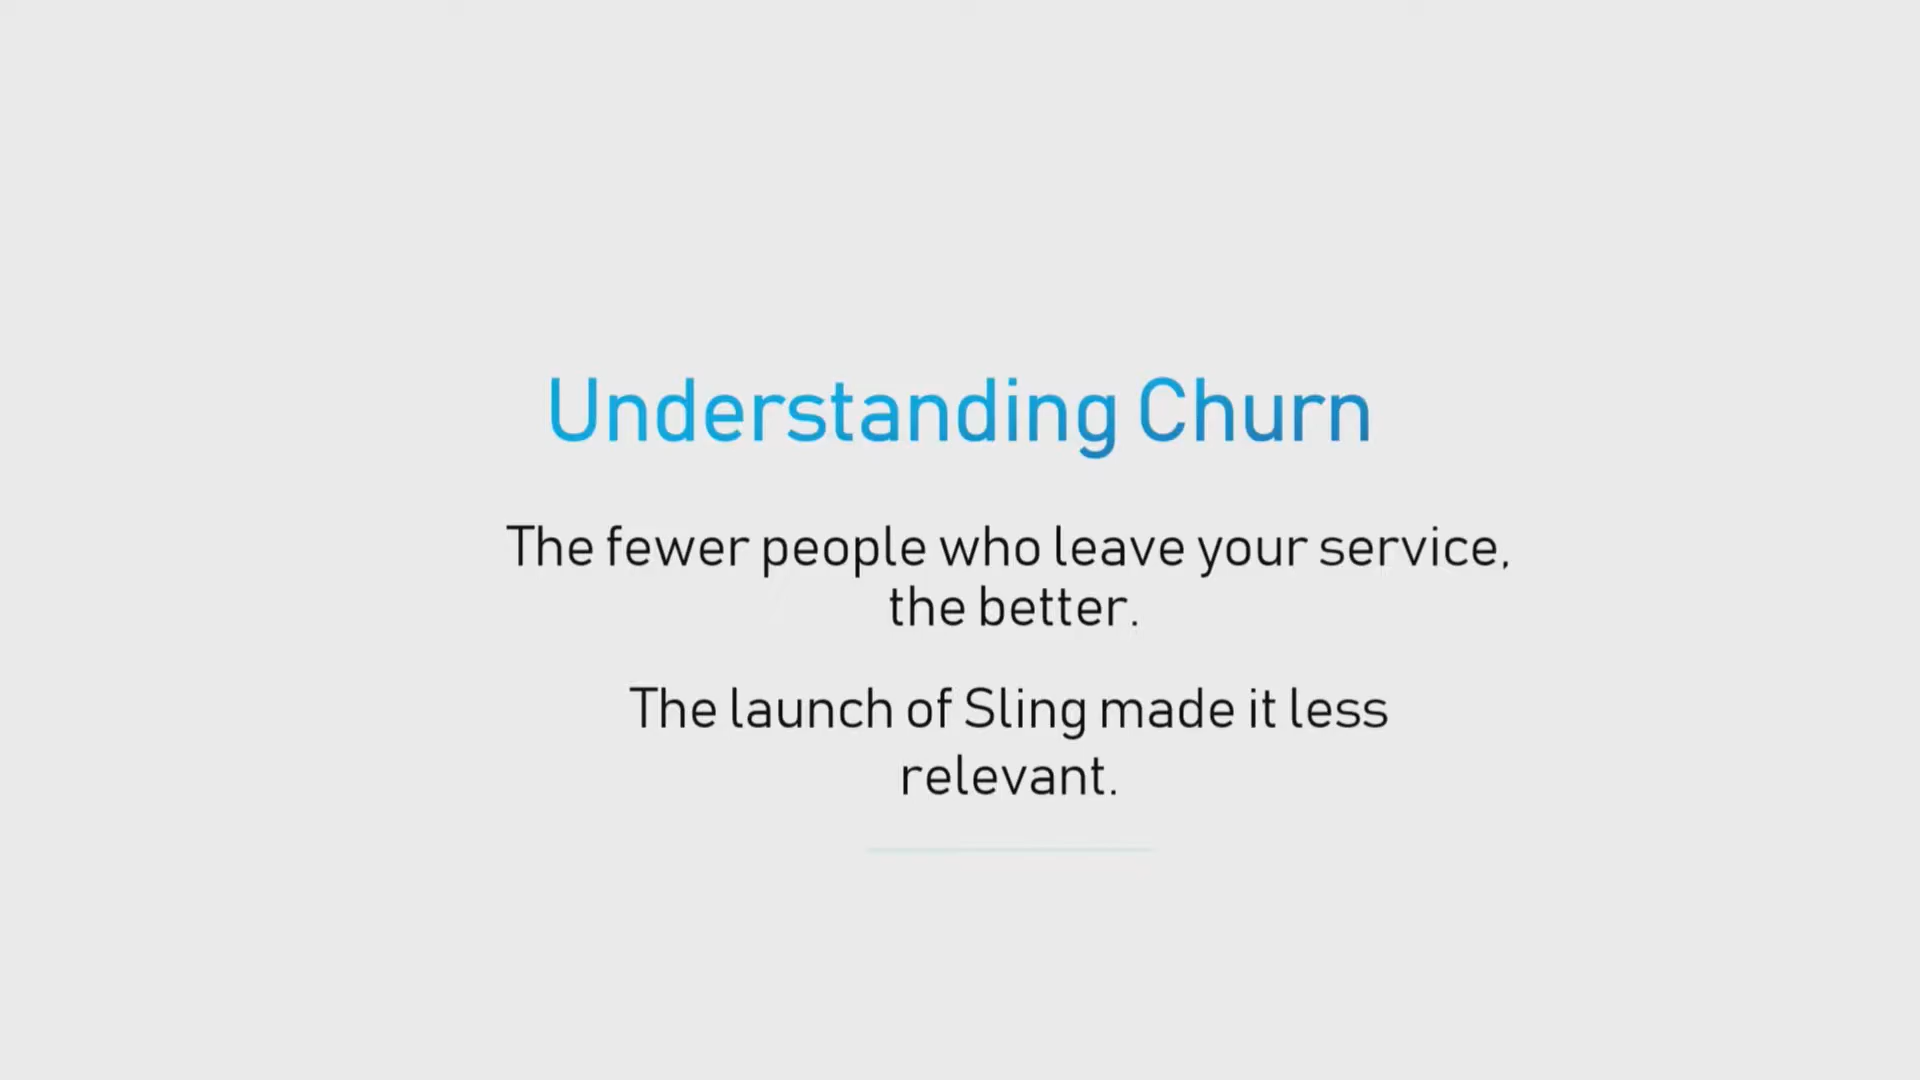 Understanding Churn
The fewer people who leave your service,
the better.
The launch of Sling made it less
relevant.